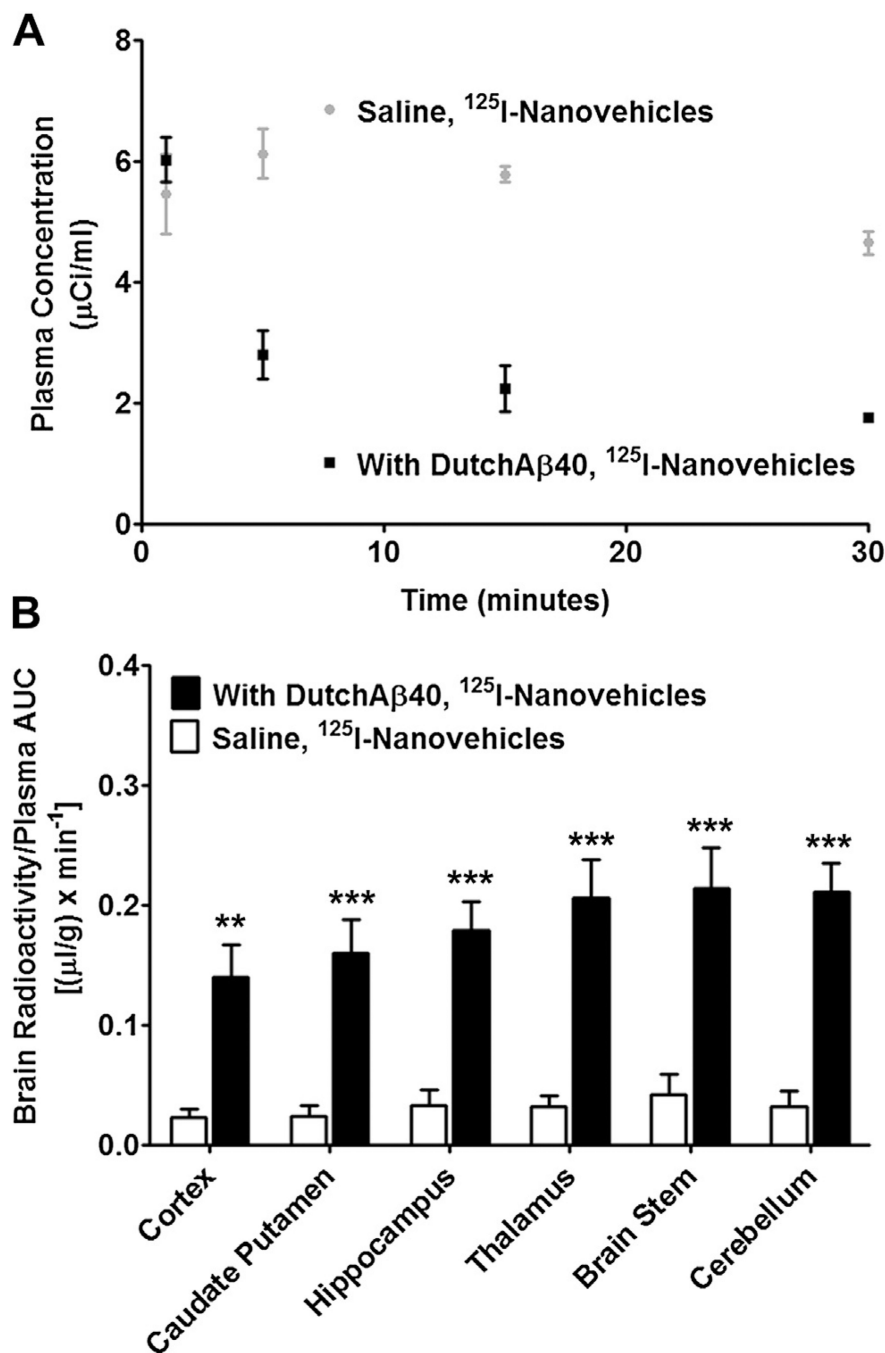 A
8
6
4
2
0
Plasma Concentration
(μCi/ml)
Saline, ¹²⁵I-Nanovehicles
With DutchAβ40, ¹²⁵I-Nanovehicles
0
10
20
30
Time (minutes)
B
0.4
0.3
0.2
0.1
0.0
Brain Radioactivity/Plasma AUC
[(μl/g) x min⁻¹]
With DutchAβ40, ¹²⁵I-Nanovehicles
Saline, ¹²⁵I-Nanovehicles
**
***
***
***
***
***
Cortex
Caudate Putamen
Hippocampus
Thalamus
Brain Stem
Cerebellum